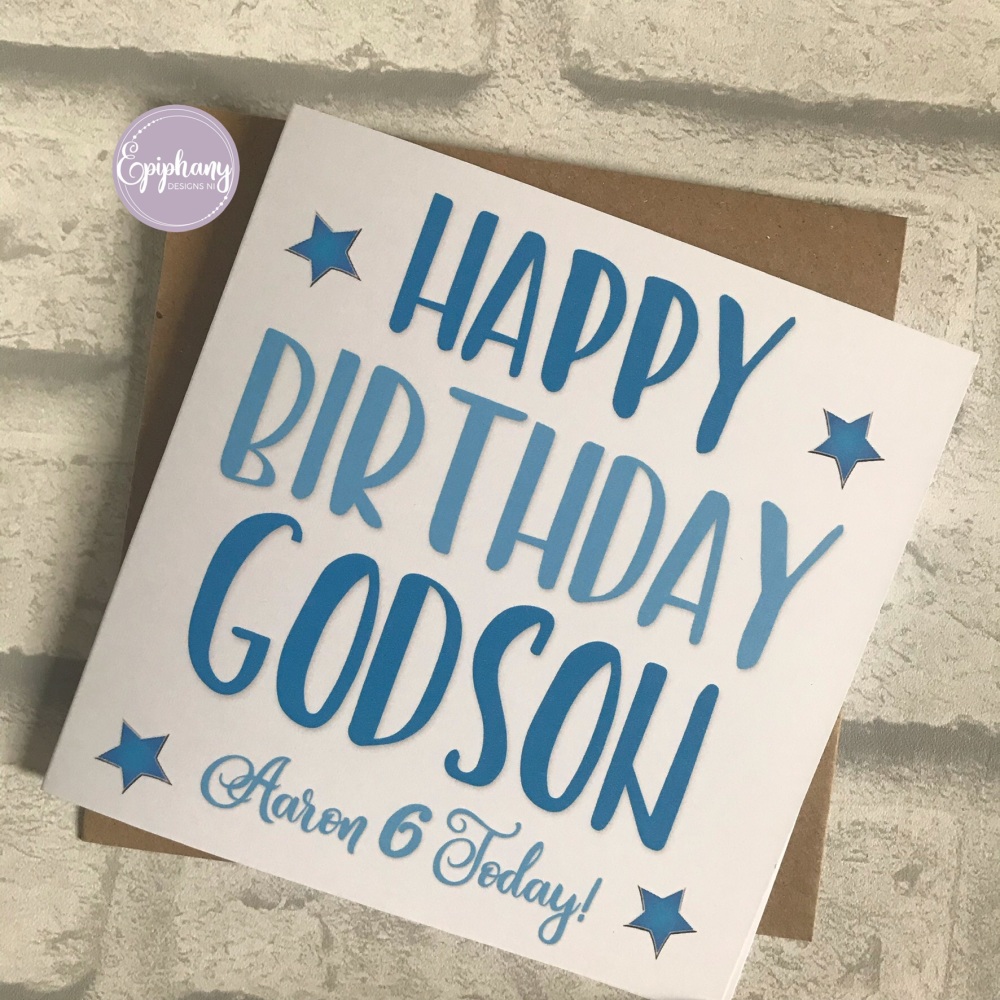 Epiphany
DESIGNS NI
HAPPY
BIRTHDAY
GODSON
Aaron 6 Today!